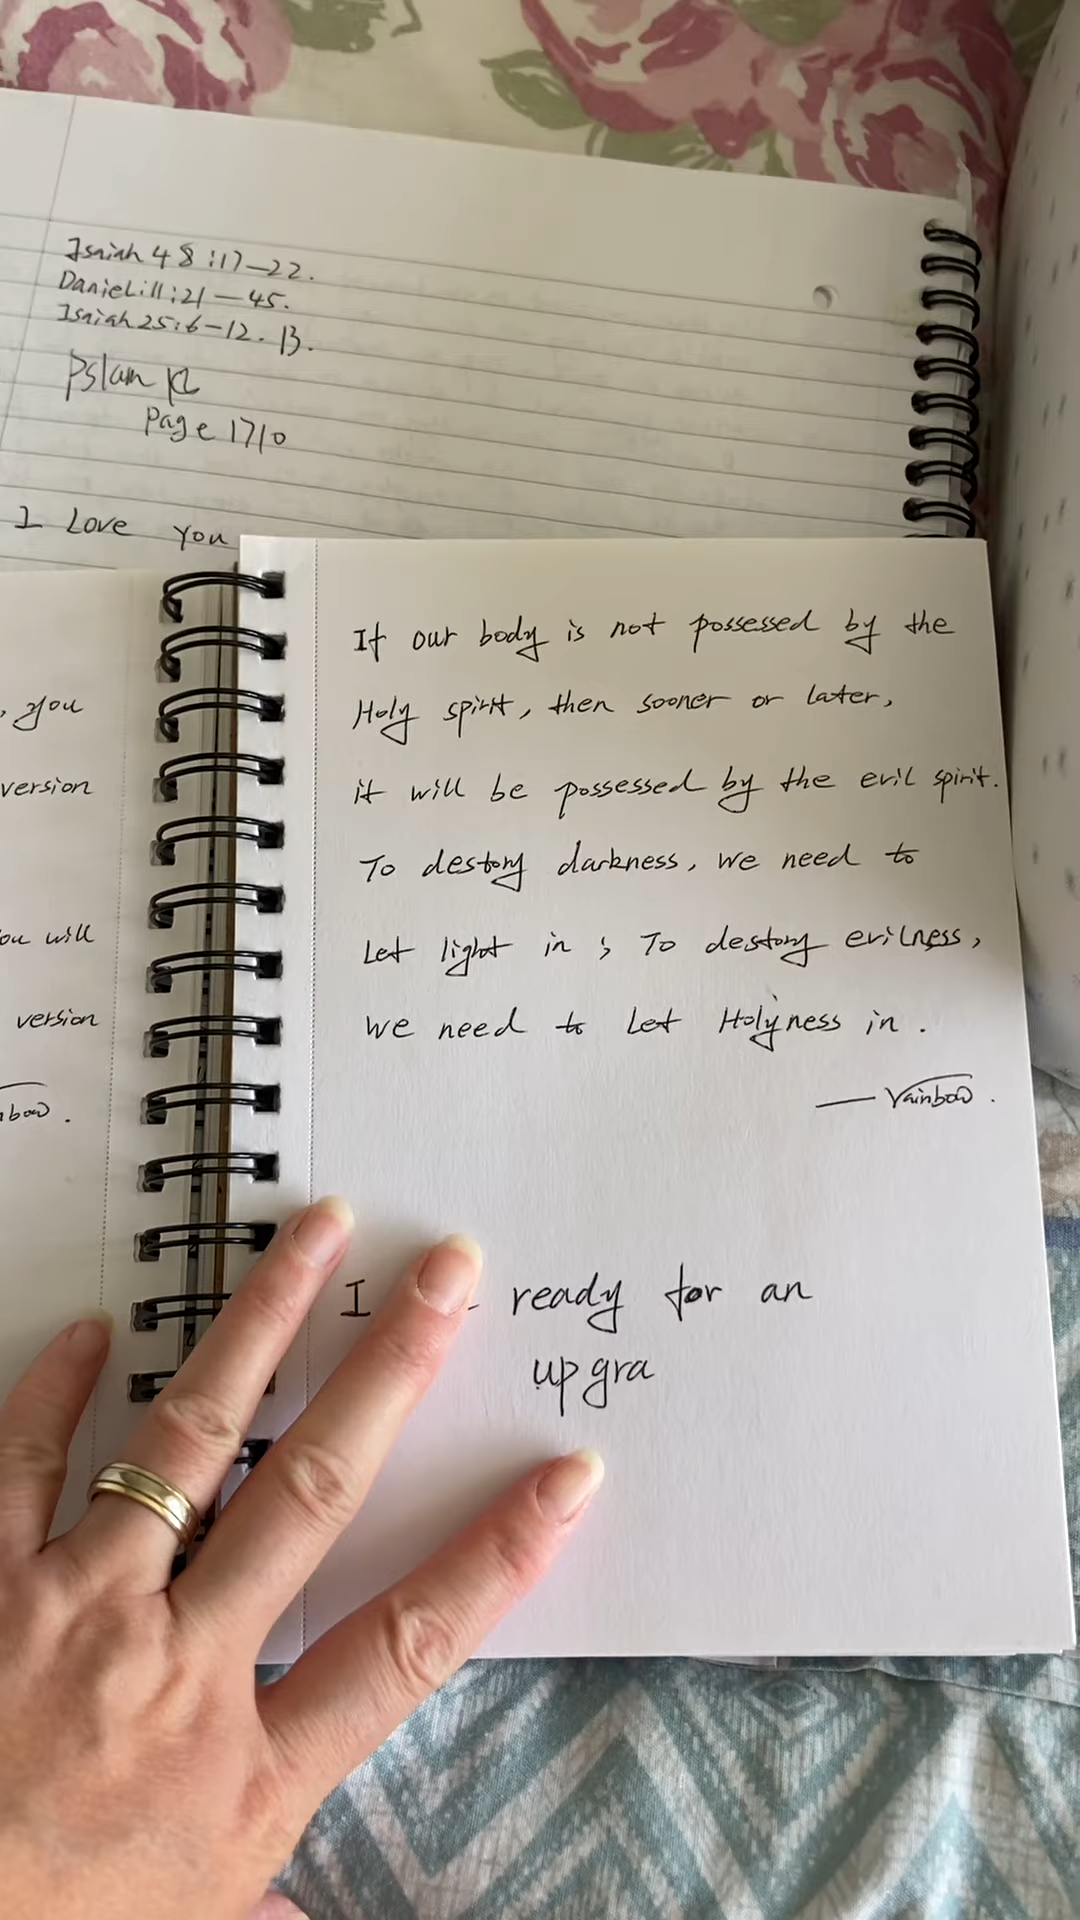 Isaiah 48:17—22.
Daniel.11:21—45.
Isaiah 25:6—12.13.
Pslam
Page 1710
I Love you
, you
version
ou will
version
nbow.
If our body is not possessed by the
Holy spirit, then sooner or later,
it will be possessed by the evil spirit.
To destory darkness, we need to
Let light in ; To destory evilness,
we need to Let Holyness in.
— rainbow.
I ready for an
upgra